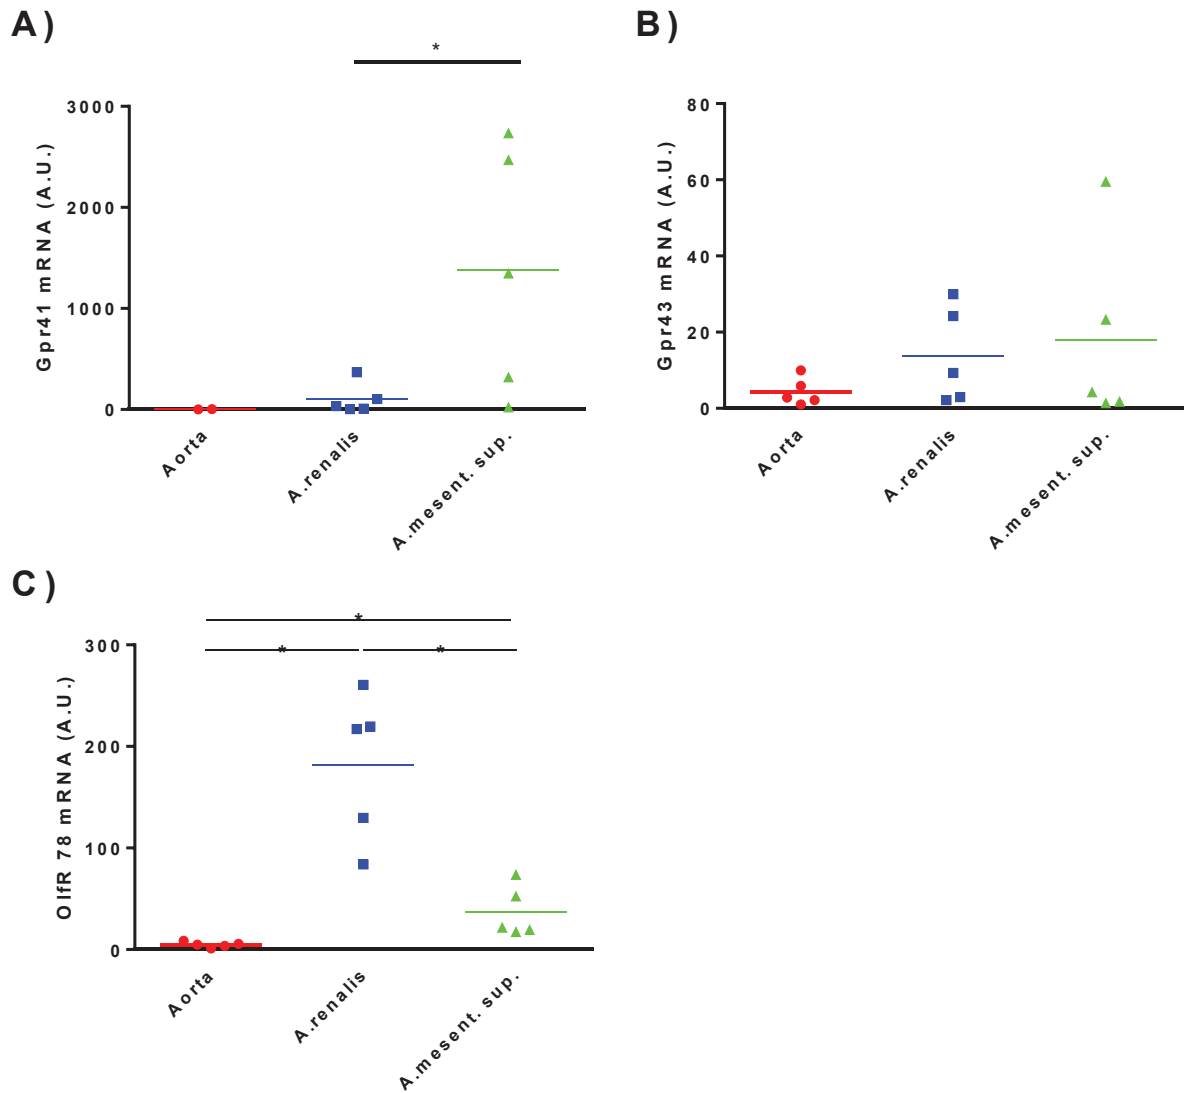 A)
*
Gpr41 mRNA (A.U.)
3000
2000
1000
0
Aorta
A.renalis
A.mesent. sup.
B)
Gpr43 mRNA (A.U.)
80
60
40
20
0
Aorta
A.renalis
A.mesent. sup.
C)
*
*
*
OlfR 78 mRNA (A.U.)
300
200
100
0
Aorta
A.renalis
A.mesent. sup.